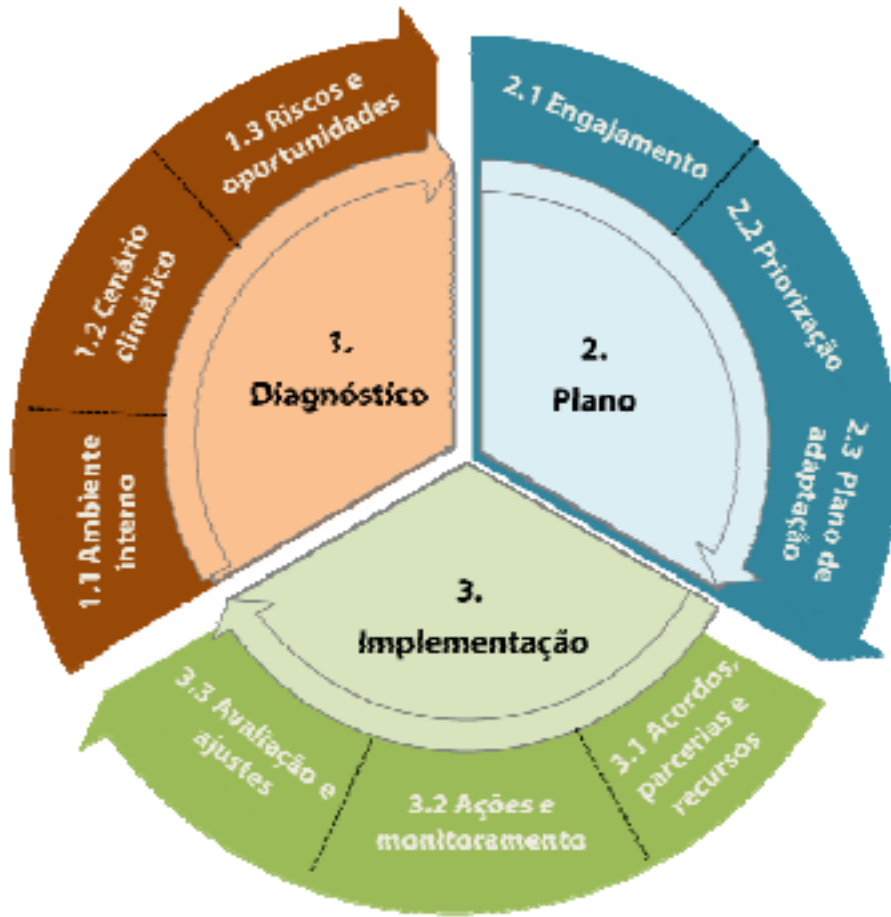 1.
Diagnóstico
1.1 Ambiente
interno
1.2 Cenário
climático
1.3 Riscos e
oportunidades
2.
Plano
2.1 Engajamento
2.2 Priorização
2.3 Plano de
adaptação
3.
Implementação
3.1 Acordos,
parcerias e
recursos
3.2 Ações e
monitoramento
3.3 Avaliação e
ajustes